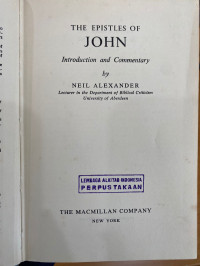 THE EPISTLES OF
JOHN
Introduction and Commentary
by
NEIL ALEXANDER
Lecturer in the Department of Biblical Criticism
University of Aberdeen
LEMBAGA ALKITAB INDONESIA
PERPUSTAKAAN
THE MACMILLAN COMPANY
NEW YORK